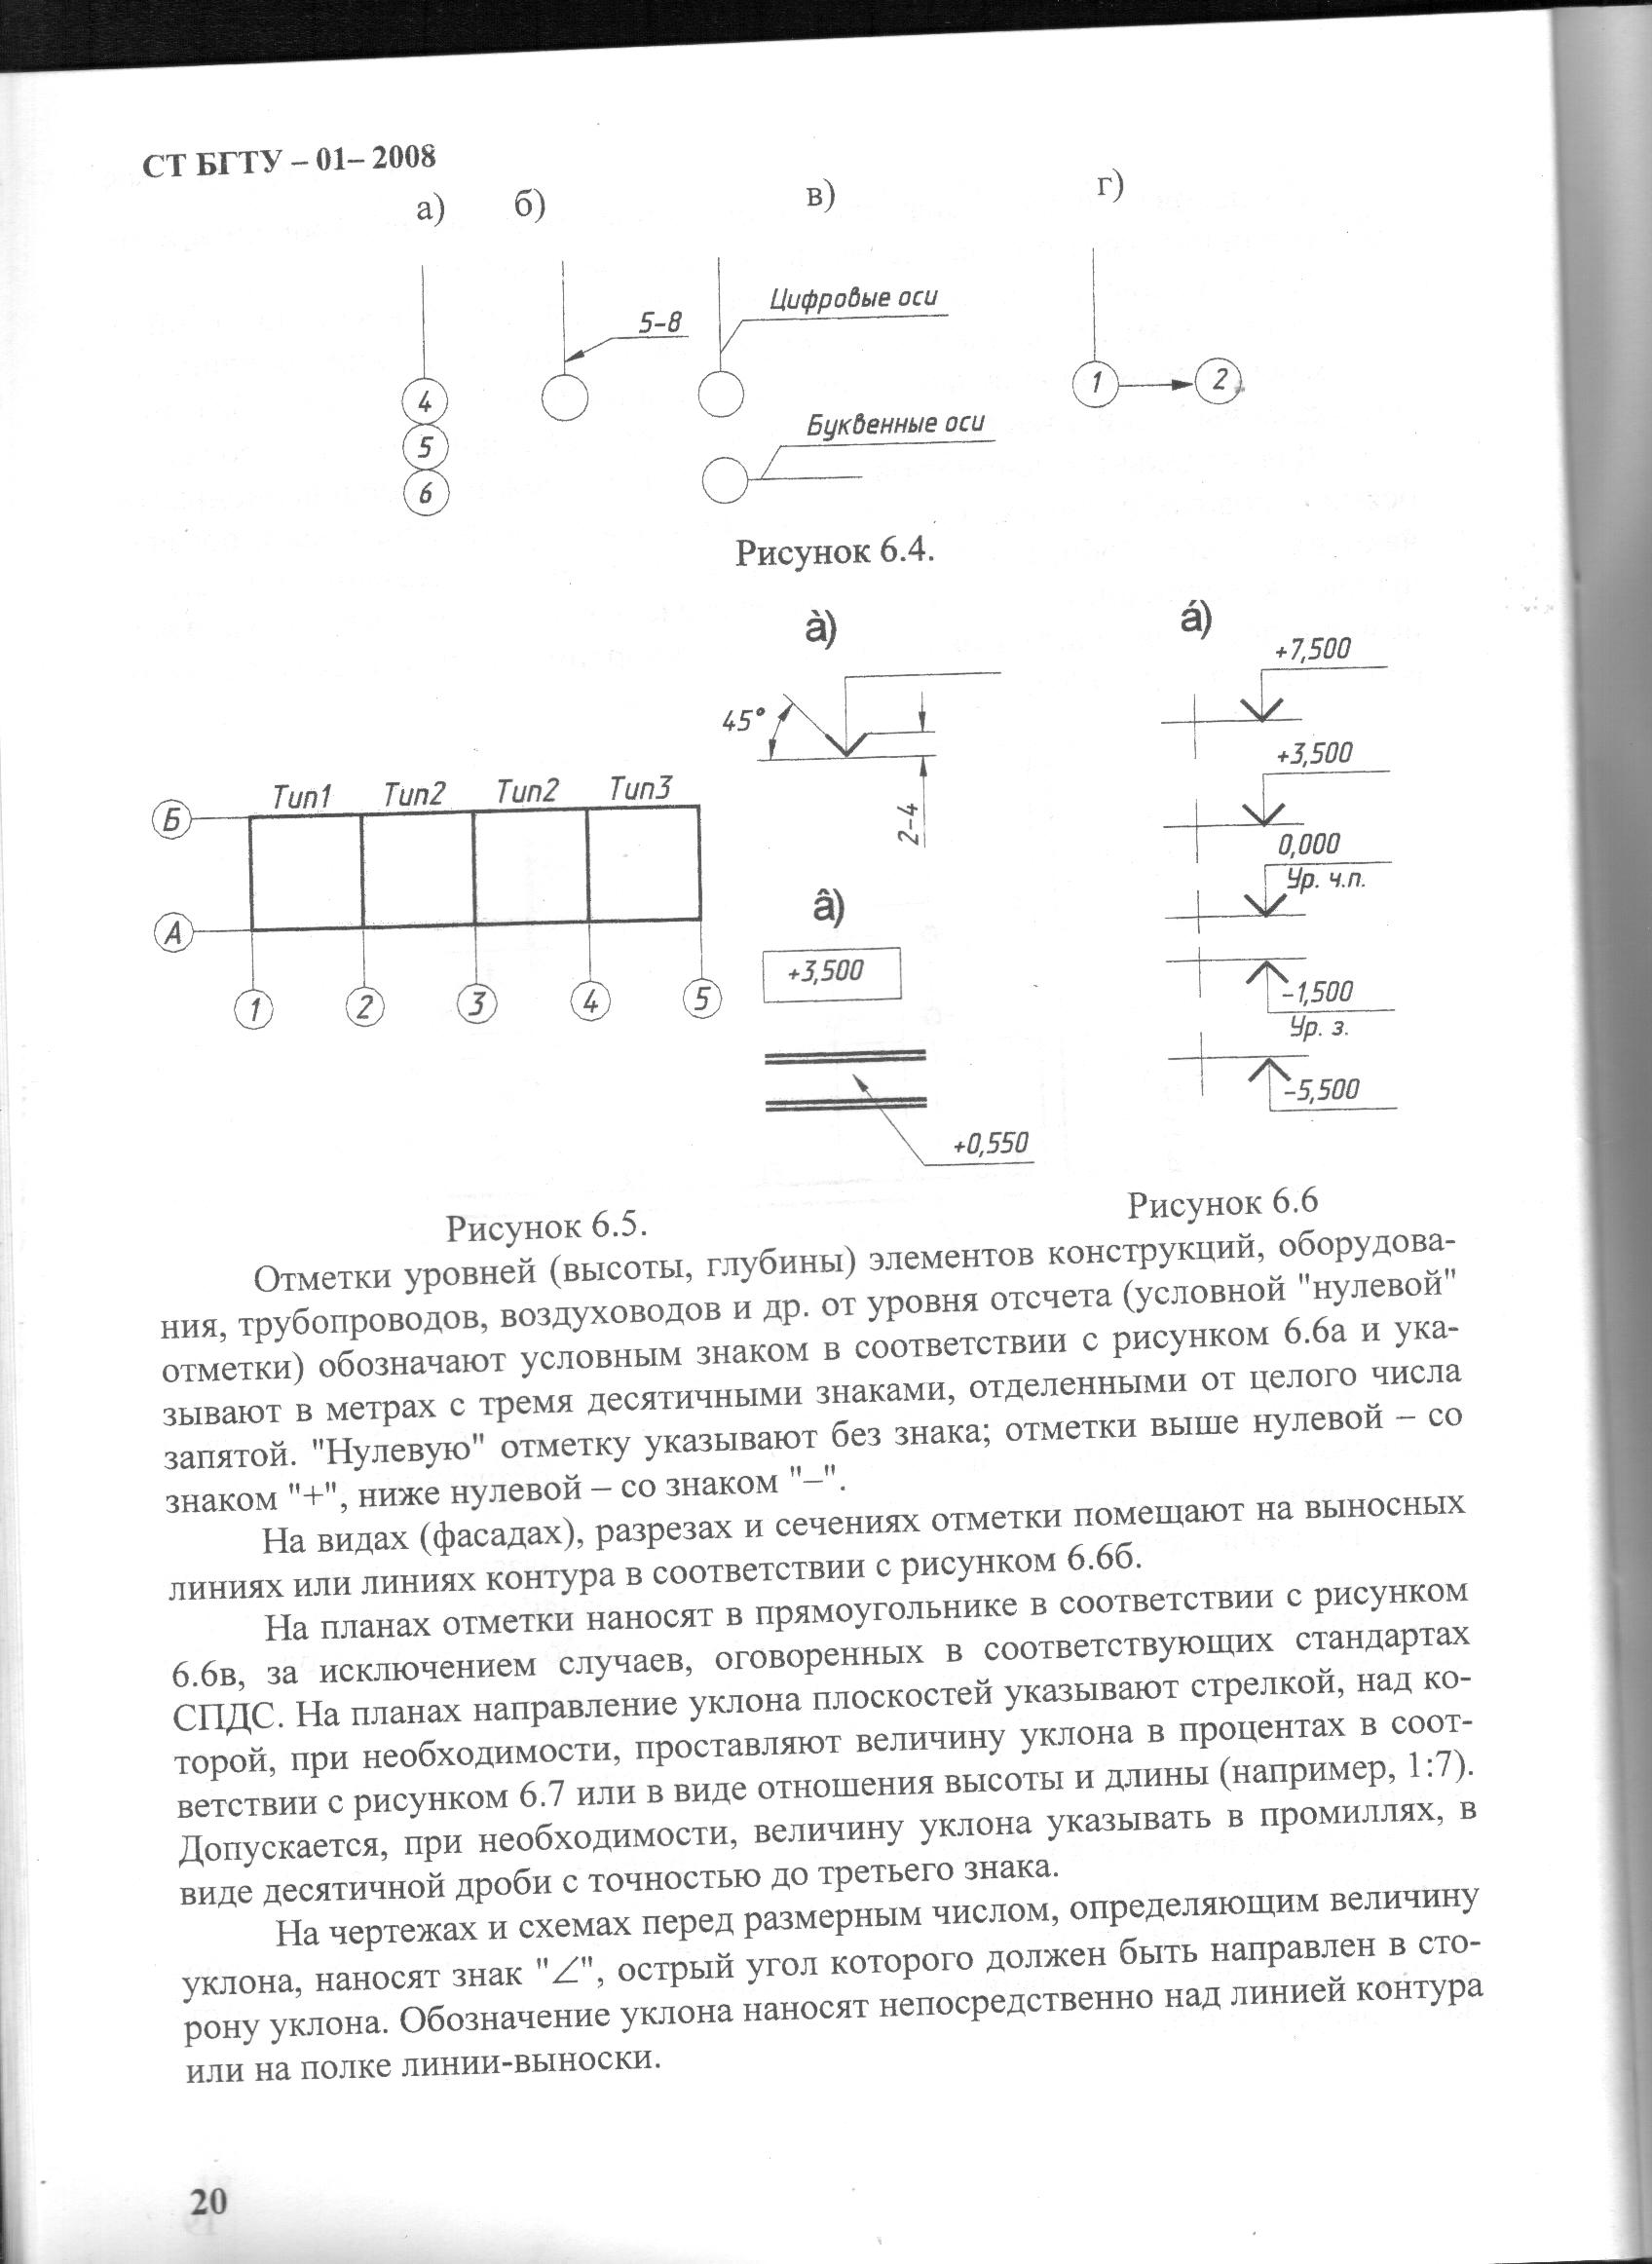 СТ БГТУ – 01– 2008
а) б) в) г)
Цифровые оси
5–8
1 2
4
Буквенные оси
5
6
Рисунок 6.4.
à) á)
+7,500
45°
+3,500
Тип1 Тип2 Тип2 Тип3
2–4
Б
0,000
Ур. ч.п.
â)
А
+3,500
1 2 3 4 5
-1,500
Ур. з.
-5,500
+0,550
Рисунок 6.5. Рисунок 6.6
Отметки уровней (высоты, глубины) элементов конструкций, оборудова-
ния, трубопроводов, воздуховодов и др. от уровня отсчета (условной "нулевой"
отметки) обозначают условным знаком в соответствии с рисунком 6.6а и ука-
зывают в метрах с тремя десятичными знаками, отделенными от целого числа
запятой. "Нулевую" отметку указывают без знака; отметки выше нулевой – со
знаком "+", ниже нулевой – со знаком "–".
На видах (фасадах), разрезах и сечениях отметки помещают на выносных
линиях или линиях контура в соответствии с рисунком 6.6б.
На планах отметки наносят в прямоугольнике в соответствии с рисунком
6.6в, за исключением случаев, оговоренных в соответствующих стандартах
СПДС. На планах направление уклона плоскостей указывают стрелкой, над ко-
торой, при необходимости, проставляют величину уклона в процентах в соот-
ветствии с рисунком 6.7 или в виде отношения высоты и длины (например, 1:7).
Допускается, при необходимости, величину уклона указывать в промиллях, в
виде десятичной дроби с точностью до третьего знака.
На чертежах и схемах перед размерным числом, определяющим величину
уклона, наносят знак "∠", острый угол которого должен быть направлен в сто-
рону уклона. Обозначение уклона наносят непосредственно над линией контура
или на полке линии-выноски.
20